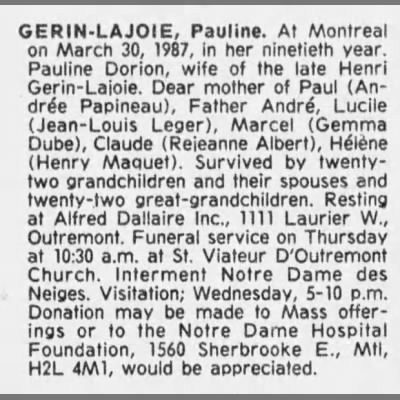 GERIN-LAJOIE, Pauline. At Montreal
on March 30, 1987, in her ninetieth year.
Pauline Dorion, wife of the late Henri
Gerin-Lajoie. Dear mother of Paul (An-
drée Papineau), Father André, Lucile
(Jean-Louis Leger), Marcel (Gemma
Dube), Claude (Rejeanne Albert), Hélène
(Henry Maquet). Survived by twenty-
two grandchildren and their spouses and
twenty-two great-grandchildren. Resting
at Alfred Dallaire Inc., 1111 Laurier W.,
Outremont. Funeral service on Thursday
at 10:30 a.m. at St. Viateur D'Outremont
Church. Interment Notre Dame des
Neiges. Visitation; Wednesday, 5-10 p.m.
Donation may be made to Mass offer-
ings or to the Notre Dame Hospital
Foundation, 1560 Sherbrooke E., Mtl,
H2L 4M1, would be appreciated.